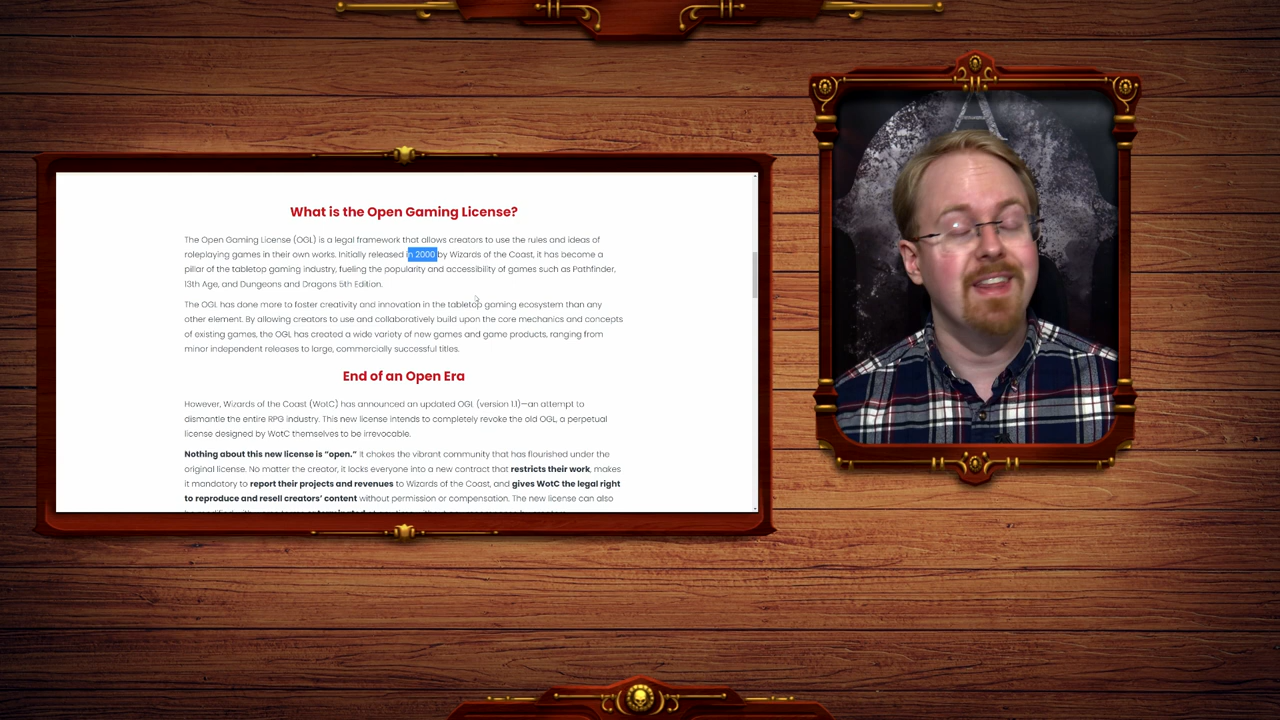 What is the Open Gaming License?
The Open Gaming License (OGL) is a legal framework that allows creators to use the rules and ideas of
roleplaying games in their own works. Initially released in 2000 by Wizards of the Coast, it has become a
pillar of the tabletop gaming industry, fueling the popularity and accessibility of games such as Pathfinder,
13th Age, and Dungeons and Dragons 5th Edition.
The OGL has done more to foster creativity and innovation in the tabletop gaming ecosystem than any
other element. By allowing creators to use and collaboratively build upon the core mechanics and concepts
of existing games, the OGL has created a wide variety of new games and game products, ranging from
minor independent releases to large, commercially successful titles.
End of an Open Era
However, Wizards of the Coast (WotC) has announced an updated OGL (version 1.1)—an attempt to
dismantle the entire RPG industry. This new license intends to completely revoke the old OGL, a perpetual
license designed by WotC themselves to be irrevocable.
Nothing about this new license is “open.” It chokes the vibrant community that has flourished under the
original license. No matter the creator, it locks everyone into a new contract that restricts their work, makes
it mandatory to report their projects and revenues to Wizards of the Coast, and gives WotC the legal right
to reproduce and resell creators’ content without permission or compensation. The new license can also